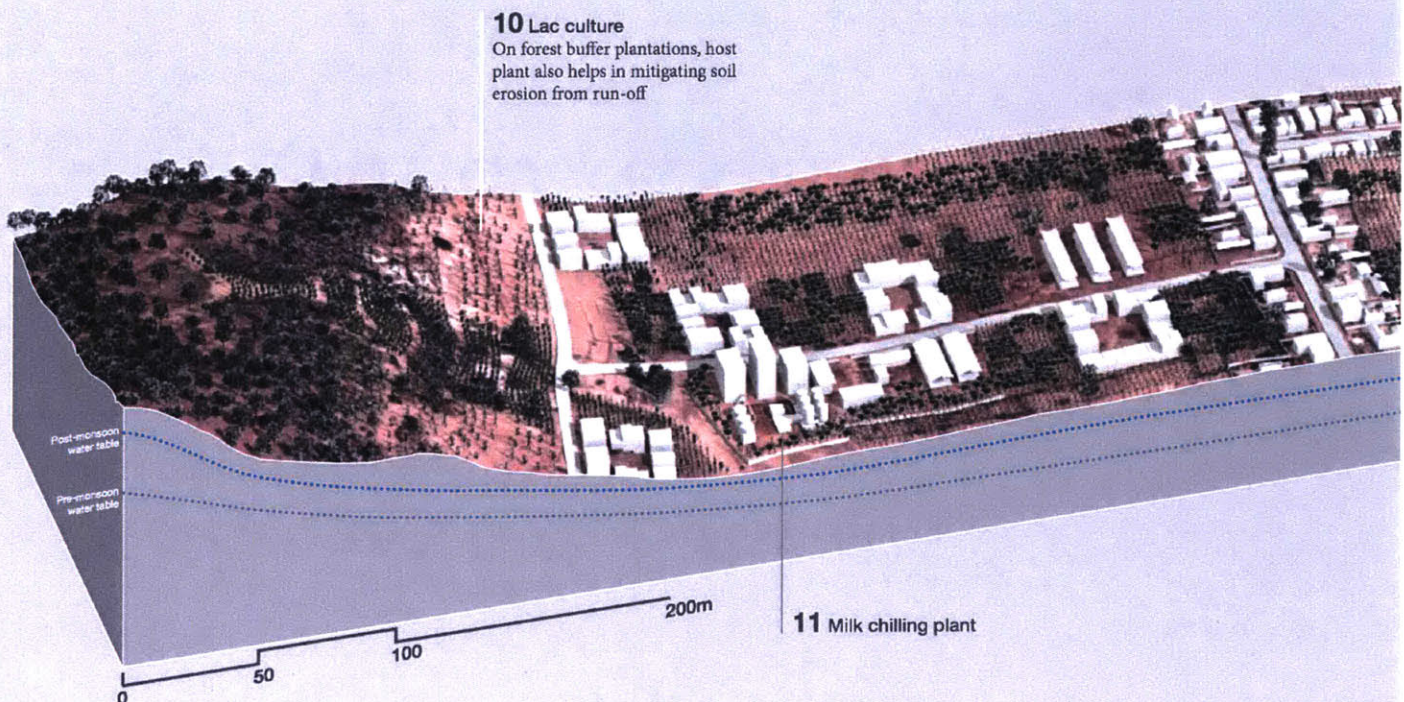 10 Lac culture
On forest buffer plantations, host
plant also helps in mitigating soil
erosion from run-off
Post-monsoon
water table
Pre-monsoon
water table
0
50
100
200m
11 Milk chilling plant